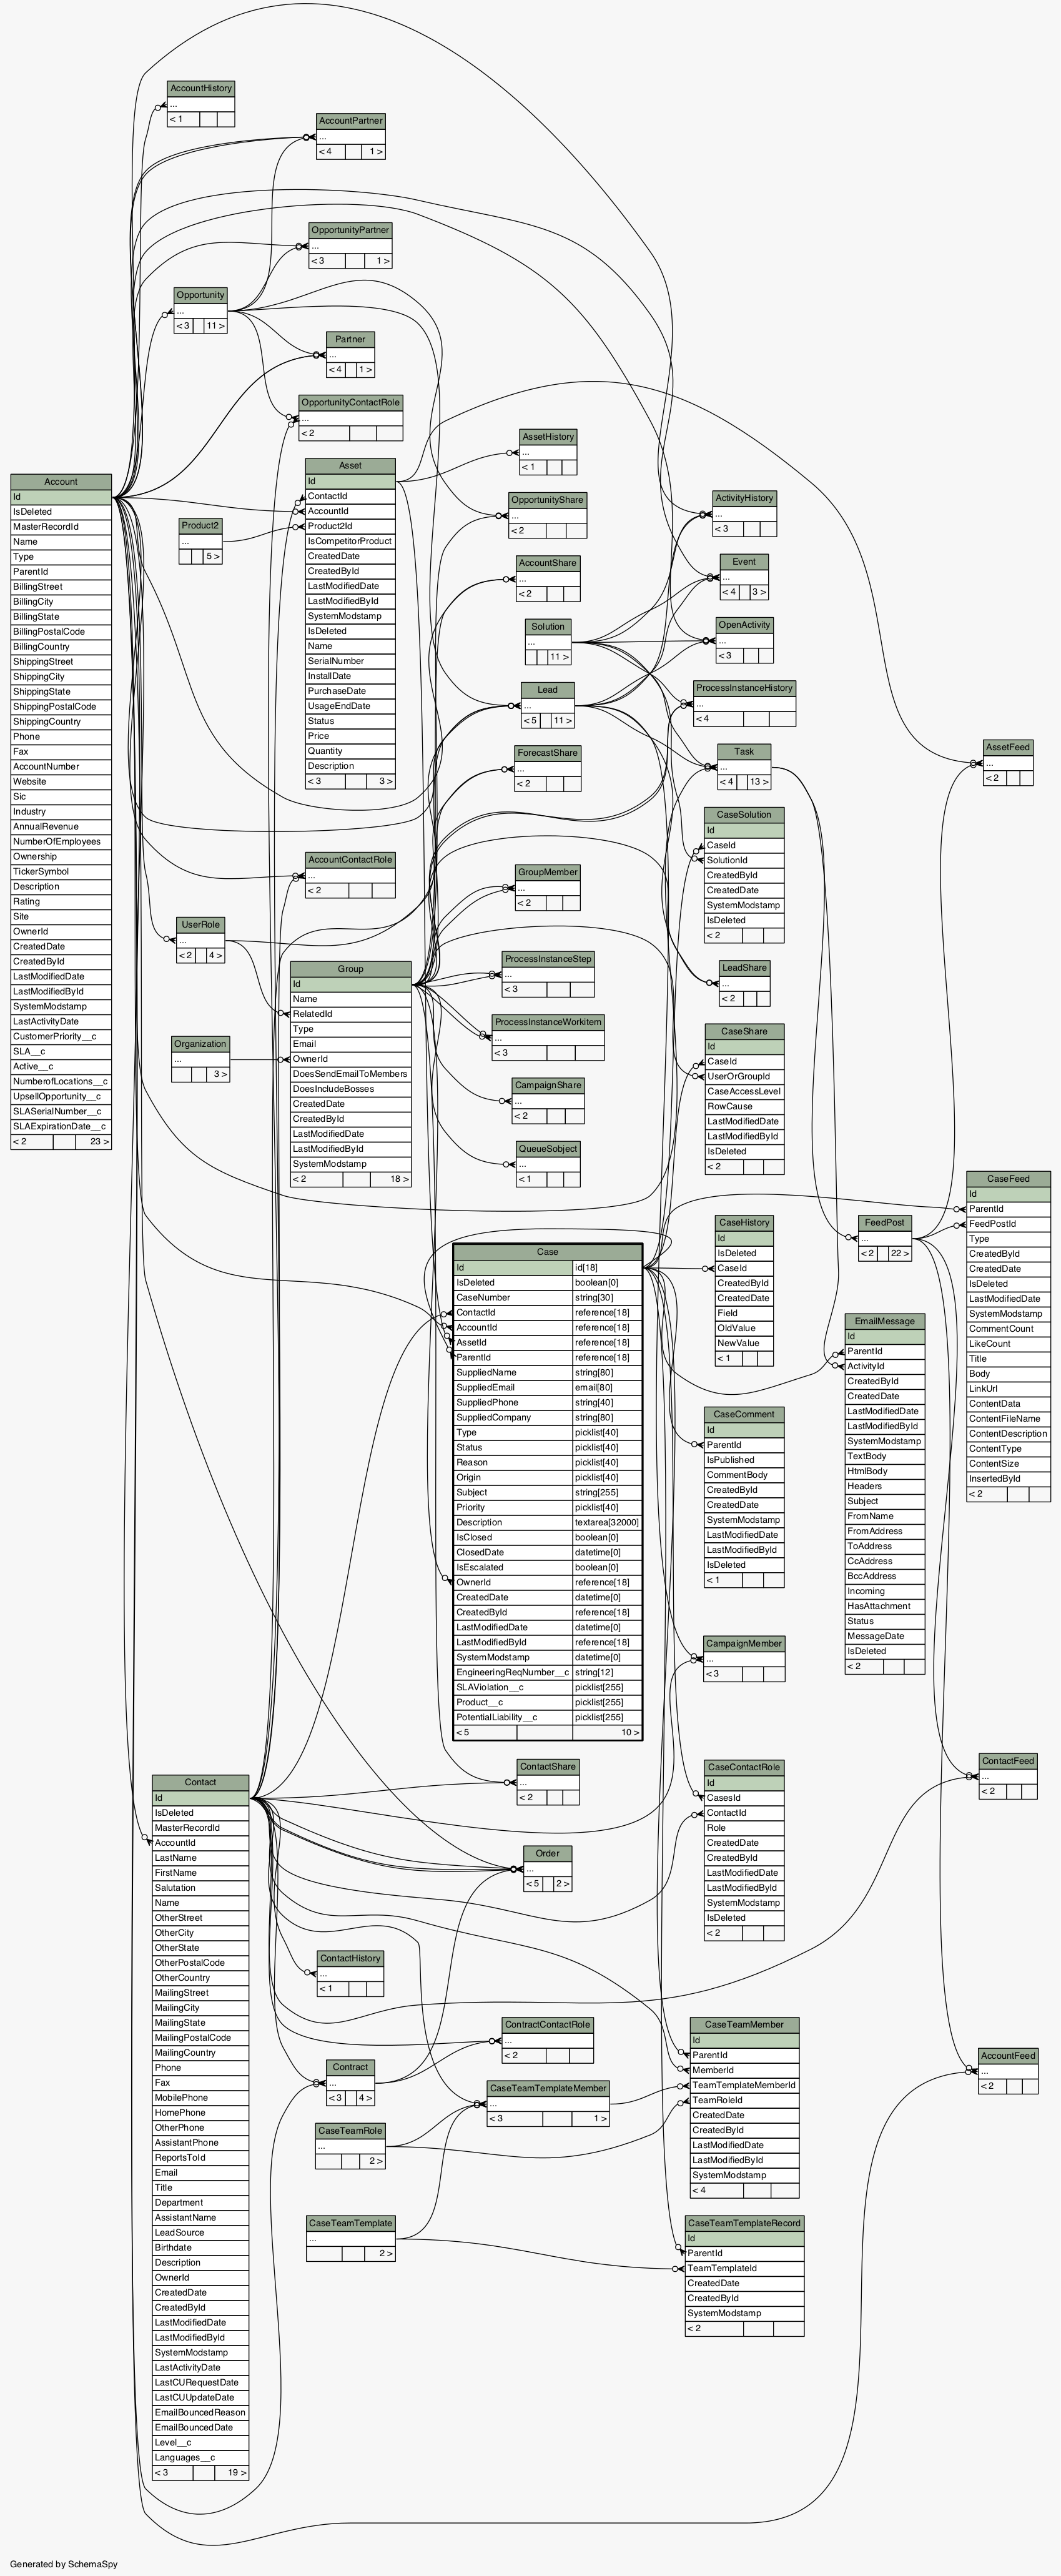 AccountHistory
...
< 1
AccountPartner
...
< 4 1 >
OpportunityPartner
...
< 3 1 >
Opportunity
...
< 3 11 >
Partner
...
< 4 1 >
OpportunityContactRole
...
< 2
Account
Id
IsDeleted
MasterRecordId
Name
Type
ParentId
BillingStreet
BillingCity
BillingState
BillingPostalCode
BillingCountry
ShippingStreet
ShippingCity
ShippingState
ShippingPostalCode
ShippingCountry
Phone
Fax
AccountNumber
Website
Sic
Industry
AnnualRevenue
NumberOfEmployees
Ownership
TickerSymbol
Description
Rating
Site
OwnerId
CreatedDate
CreatedById
LastModifiedDate
LastModifiedById
SystemModstamp
LastActivityDate
CustomerPriority__c
SLA__c
Active__c
NumberofLocations__c
UpsellOpportunity__c
SLASerialNumber__c
SLAExpirationDate__c
< 2 23 >
Product2
...
5 >
Asset
Id
ContactId
AccountId
Product2Id
IsCompetitorProduct
CreatedDate
CreatedById
LastModifiedDate
LastModifiedById
SystemModstamp
IsDeleted
Name
SerialNumber
InstallDate
PurchaseDate
UsageEndDate
Status
Price
Quantity
Description
< 3 3 >
AccountContactRole
...
< 2
UserRole
...
< 2 4 >
Group
Id
Name
RelatedId
Type
Email
OwnerId
DoesSendEmailToMembers
DoesIncludeBosses
CreatedDate
CreatedById
LastModifiedDate
LastModifiedById
SystemModstamp
< 2 18 >
Organization
...
3 >
AssetHistory
...
< 1
OpportunityShare
...
< 2
AccountShare
...
< 2
Solution
...
11 >
Lead
...
< 5 11 >
ForecastShare
...
< 2
GroupMember
...
< 2
ProcessInstanceStep
...
< 3
ProcessInstanceWorkitem
...
< 3
CampaignShare
...
< 2
QueueSobject
...
< 1
ActivityHistory
...
< 3
Event
...
< 4 3 >
OpenActivity
...
< 3
ProcessInstanceHistory
...
< 4
Task
...
< 4 13 >
CaseSolution
Id
CaseId
SolutionId
CreatedById
CreatedDate
SystemModstamp
IsDeleted
< 2
LeadShare
...
< 2
CaseShare
Id
CaseId
UserOrGroupId
CaseAccessLevel
RowCause
LastModifiedDate
LastModifiedById
IsDeleted
< 2
AssetFeed
...
< 2
CaseFeed
Id
ParentId
FeedPostId
Type
CreatedById
CreatedDate
IsDeleted
LastModifiedDate
SystemModstamp
CommentCount
LikeCount
Title
Body
LinkUrl
ContentData
ContentFileName
ContentDescription
ContentType
ContentSize
InsertedById
< 2
FeedPost
...
< 2 22 >
CaseHistory
Id
IsDeleted
CaseId
CreatedById
CreatedDate
Field
OldValue
NewValue
< 1
Case
Id id[18]
IsDeleted boolean[0]
CaseNumber string[30]
ContactId reference[18]
AccountId reference[18]
AssetId reference[18]
ParentId reference[18]
SuppliedName string[80]
SuppliedEmail email[80]
SuppliedPhone string[40]
SuppliedCompany string[80]
Type picklist[40]
Status picklist[40]
Reason picklist[40]
Origin picklist[40]
Subject string[255]
Priority picklist[40]
Description textarea[32000]
IsClosed boolean[0]
ClosedDate datetime[0]
IsEscalated boolean[0]
OwnerId reference[18]
CreatedDate datetime[0]
CreatedById reference[18]
LastModifiedDate datetime[0]
LastModifiedById reference[18]
SystemModstamp datetime[0]
EngineeringReqNumber__c string[12]
SLAViolation__c picklist[255]
Product__c picklist[255]
PotentialLiability__c picklist[255]
< 5 10 >
EmailMessage
Id
ParentId
ActivityId
CreatedById
CreatedDate
LastModifiedDate
LastModifiedById
SystemModstamp
TextBody
HtmlBody
Headers
Subject
FromName
FromAddress
ToAddress
CcAddress
BccAddress
Incoming
HasAttachment
Status
MessageDate
IsDeleted
< 2
CaseComment
Id
ParentId
IsPublished
CommentBody
CreatedById
CreatedDate
SystemModstamp
LastModifiedDate
LastModifiedById
IsDeleted
< 1
CampaignMember
...
< 3
ContactShare
...
< 2
CaseContactRole
Id
CasesId
ContactId
Role
CreatedDate
CreatedById
LastModifiedDate
LastModifiedById
SystemModstamp
IsDeleted
< 2
ContactFeed
...
< 2
Contact
Id
IsDeleted
MasterRecordId
AccountId
LastName
FirstName
Salutation
Name
OtherStreet
OtherCity
OtherState
OtherPostalCode
OtherCountry
MailingStreet
MailingCity
MailingState
MailingPostalCode
MailingCountry
Phone
Fax
MobilePhone
HomePhone
OtherPhone
AssistantPhone
ReportsToId
Email
Title
Department
AssistantName
LeadSource
Birthdate
Description
OwnerId
CreatedDate
CreatedById
LastModifiedDate
LastModifiedById
SystemModstamp
LastActivityDate
LastCURequestDate
LastCUUpdateDate
EmailBouncedReason
EmailBouncedDate
Level__c
Languages__c
< 3 19 >
Order
...
< 5 2 >
ContactHistory
...
< 1
ContractContactRole
...
< 2
Contract
...
< 3 4 >
CaseTeamTemplateMember
...
< 3 1 >
CaseTeamRole
...
2 >
CaseTeamTemplate
...
2 >
CaseTeamMember
Id
ParentId
MemberId
TeamTemplateMemberId
TeamRoleId
CreatedDate
CreatedById
LastModifiedDate
LastModifiedById
SystemModstamp
< 4
AccountFeed
...
< 2
CaseTeamTemplateRecord
Id
ParentId
TeamTemplateId
CreatedDate
CreatedById
SystemModstamp
< 2
Generated by SchemaSpy